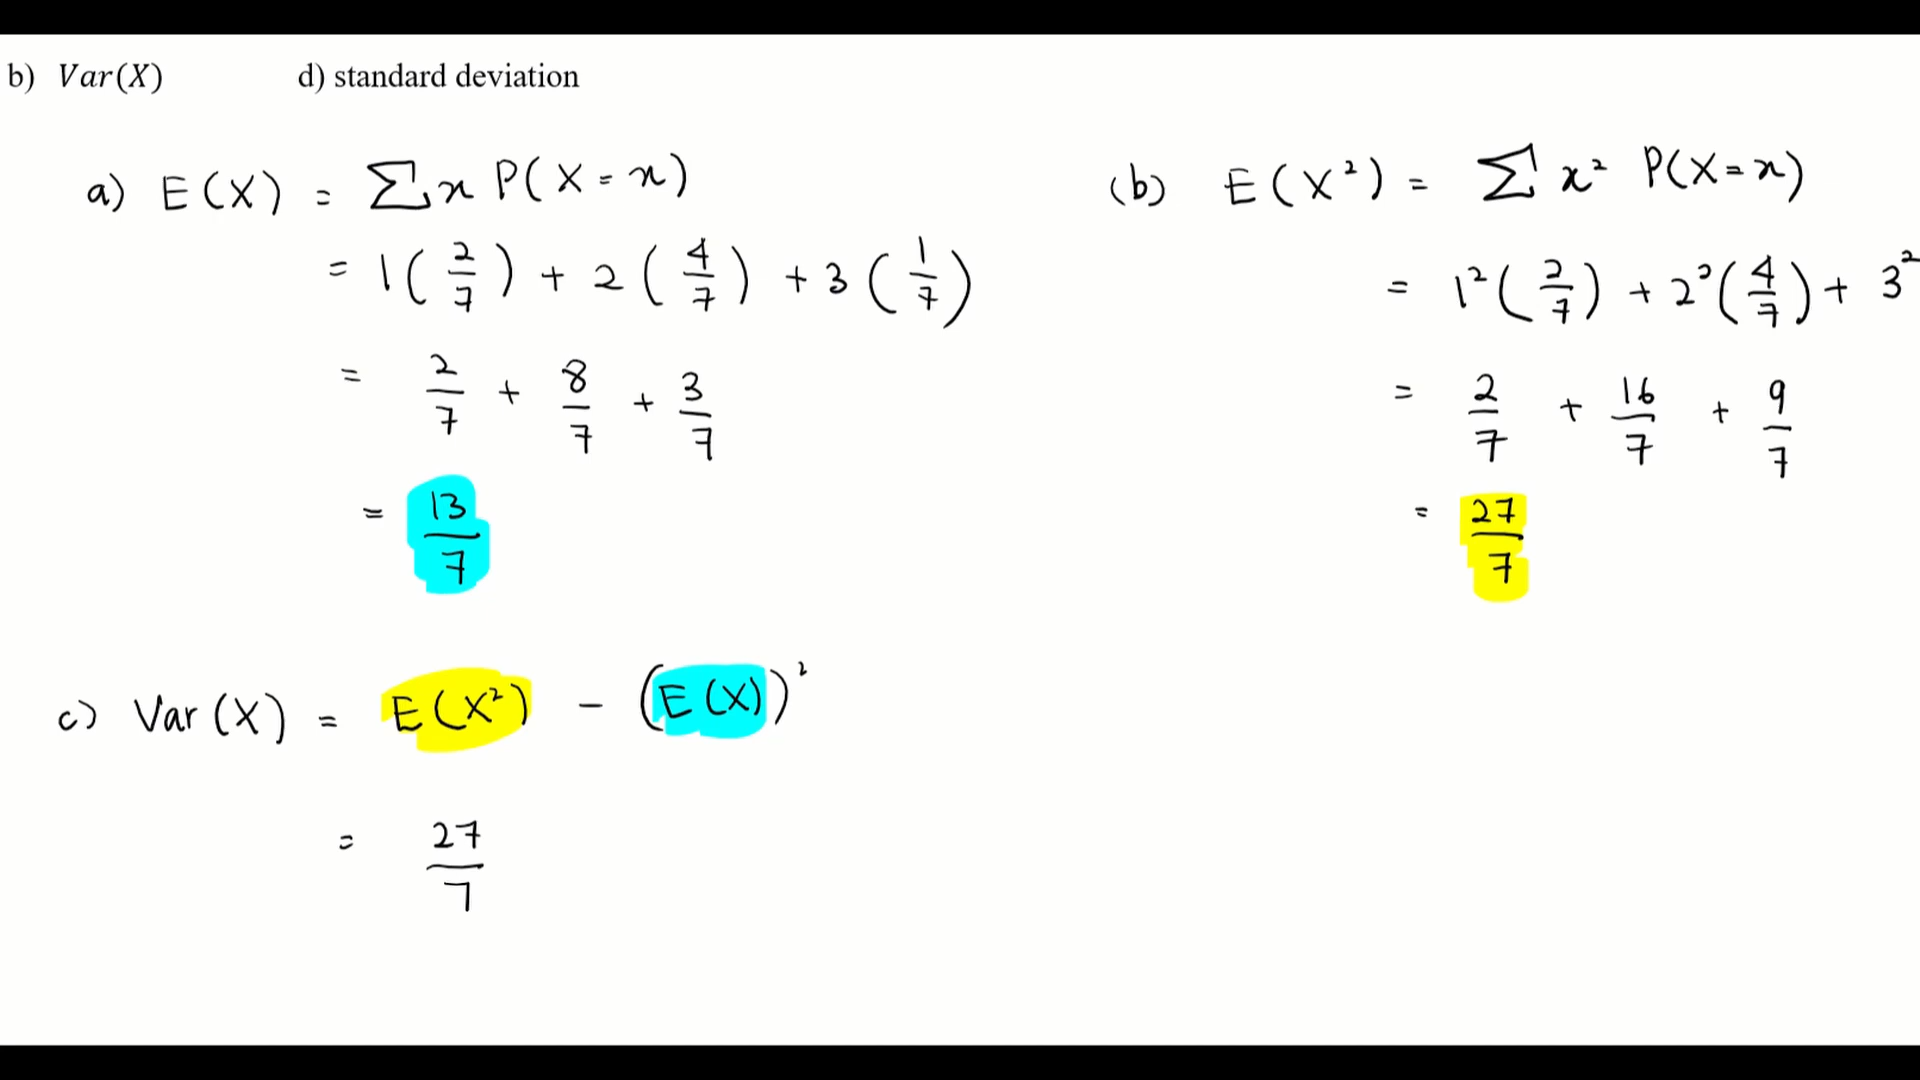 b) Var(X) d) standard deviation
a) E(X) = ∑x P(X=x)
= 1(2/7) + 2(4/7) + 3(1/7)
= 2/7 + 8/7 + 3/7
= 13/7
(b) E(X²) = ∑ x² P(X=x)
= 1²(2/7) + 2²(4/7) + 3²
= 2/7 + 16/7 + 9/7
= 27/7
c) Var(X) = E(X²) - (E(X))²
= 27/7